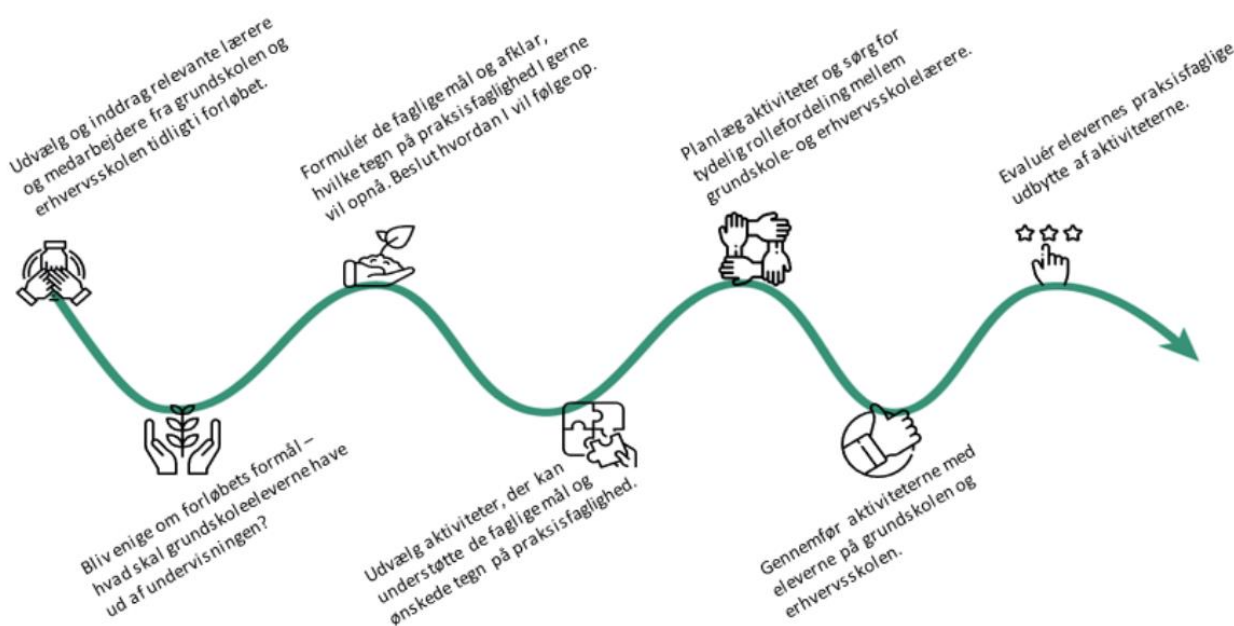 Udvælg og inddrag relevante lærere
og medarbejdere fra grundskolen og
erhvervsskolen tidligt i forløbet.
Bliv enige om forløbets formål –
hvad skal grundskoleeleverne have
ud af undervisningen?
Formulér de faglige mål og afklar,
hvilke tegn på praksisfaglighed I gerne
vil opnå. Beslut hvordan I vil følge op.
Udvælg aktiviteter, der kan
understøtte de faglige mål og
ønskede tegn på praksisfaglighed.
Planlæg aktiviteter og sørg for
tydelig rollefordeling mellem
grundskole- og erhvervsskolelærere.
Gennemfør aktiviteterne med
eleverne på grundskolen og
erhvervsskolen.
Evaluér elevernes praksisfaglige
udbytte af aktiviteterne.